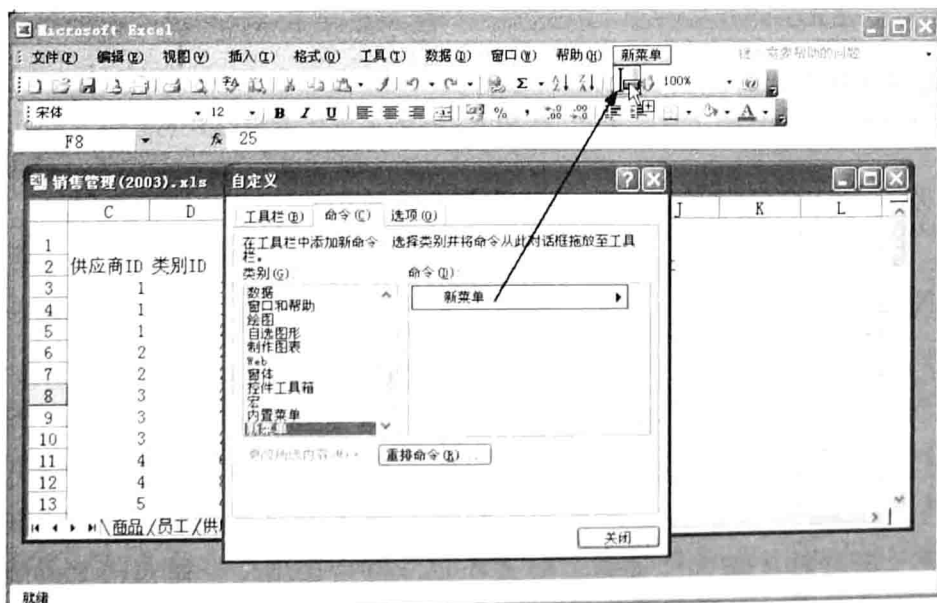 Microsoft Excel
文件(F) 编辑(E) 视图(V) 插入(I) 格式(O) 工具(T) 数据(D) 窗口(W) 帮助(H) 新菜单
100%
宋体 12 B I U % , A
F8 fx 25
销售管理(2003).xls
自定义
C D J K L
工具栏(B) 命令(C) 选项(O)
在工具栏中添加新命令 选择类别并将命令从此对话框拖放至工具
栏。
类别(G) 命令(D)
数据
窗口和帮助
绘图
自选图形
制作图表
Web
窗体
控件工具箱
宏
内置菜单
新菜单
重排命令(R)...
关闭
1
2 供应商ID 类别ID
3 1
4 1
5 1
6 2
7 2
8 3
9 3
10 3
11 4
12 4
13 5
商品 员工
就绪